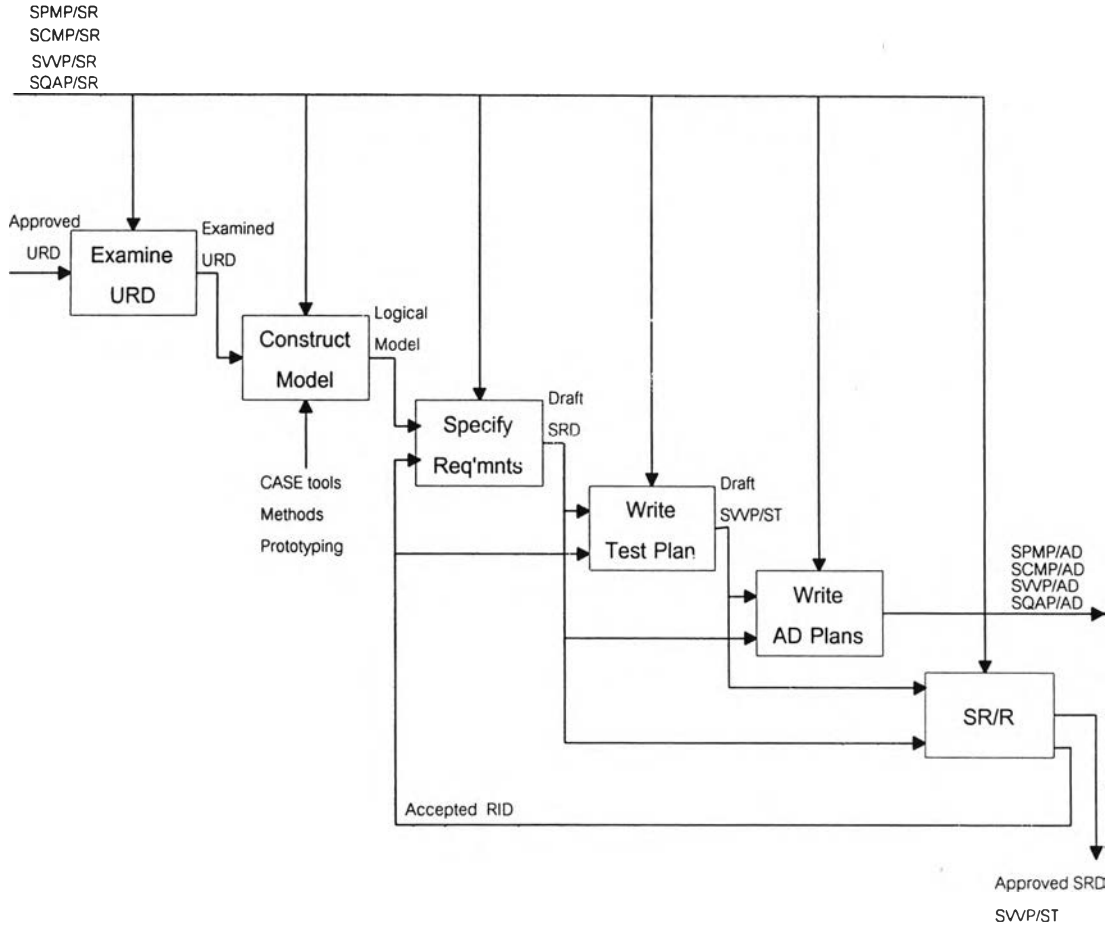 SPMP/SR
SCMP/SR
SVVP/SR
SQAP/SR
Approved
URD
Examine
URD
Examined
URD
Construct
Model
Logical
Model
CASE tools
Methods
Prototyping
Specify
Req'mnts
Draft
SRD
Write
Test Plan
Draft
SVVP/ST
Write
AD Plans
SPMP/AD
SCMP/AD
SVVP/AD
SQAP/AD
SR/R
Accepted RID
Approved SRD
SVVP/ST